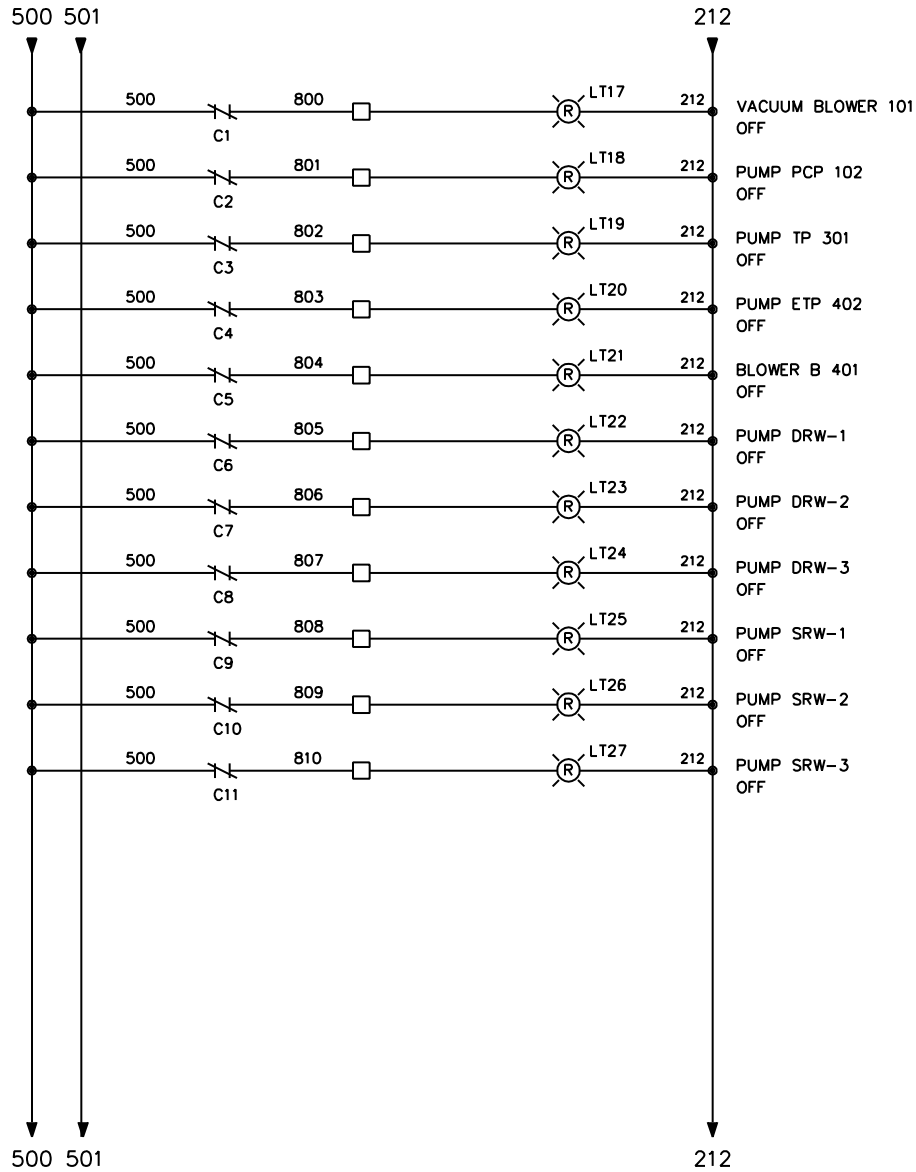 500 501 212
500 800 LT17 212 VACUUM BLOWER 101
C1 R OFF
500 801 LT18 212 PUMP PCP 102
C2 R OFF
500 802 LT19 212 PUMP TP 301
C3 R OFF
500 803 LT20 212 PUMP ETP 402
C4 R OFF
500 804 LT21 212 BLOWER B 401
C5 R OFF
500 805 LT22 212 PUMP DRW-1
C6 R OFF
500 806 LT23 212 PUMP DRW-2
C7 R OFF
500 807 LT24 212 PUMP DRW-3
C8 R OFF
500 808 LT25 212 PUMP SRW-1
C9 R OFF
500 809 LT26 212 PUMP SRW-2
C10 R OFF
500 810 LT27 212 PUMP SRW-3
C11 R OFF
500 501 212